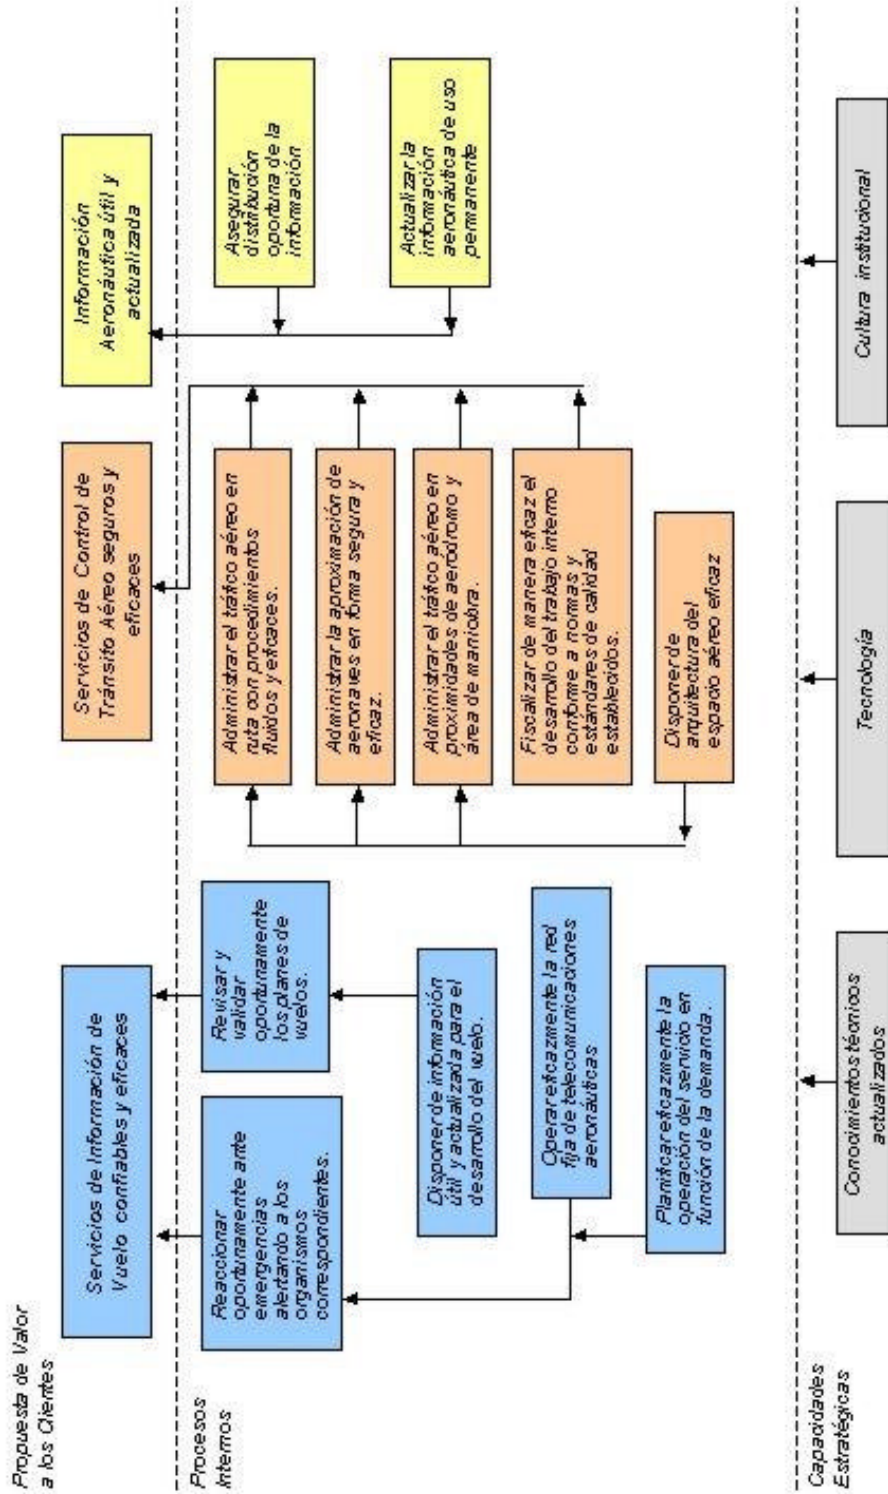 Propuesta de Valor
a los Clientes
Servicios de Información de
Vuelo confiables y eficaces
Servicios de Control de
Tránsito Aéreo seguros y
eficaces
Información
Aeronáutica útil y
actualizada
Procesos
Internos
Reaccionar
oportunamente ante
emergencias
alertando a los
organismos
correspondientes.
Revisar y
validar
oportunamente
los planes de
vuelos.
Disponer de información
útil y actualizada para el
desarrollo del vuelo.
Operar eficazmente la red
fija de telecomunicaciones
aeronáuticas
Planificar eficazmente la
operación del servicio en
función de la demanda.
Administrar el tráfico aéreo en
ruta con procedimientos
fluidos y eficaces.
Administrar la aproximación de
aeronaves en forma segura y
eficaz.
Administrar el tráfico aéreo en
proximidades de aeródromo y
área de maniobra.
Fiscalizar de manera eficaz el
desarrollo del trabajo interno
conforme a normas y
estándares de calidad
establecidos.
Disponer de
arquitectura del
espacio aéreo eficaz
Asegurar
distribución
oportuna de la
información
Actualizar la
información
aeronáutica de uso
permanente
Capacidades
Estratégicas
Conocimientos técnicos
actualizados
Tecnología
Cultura institucional